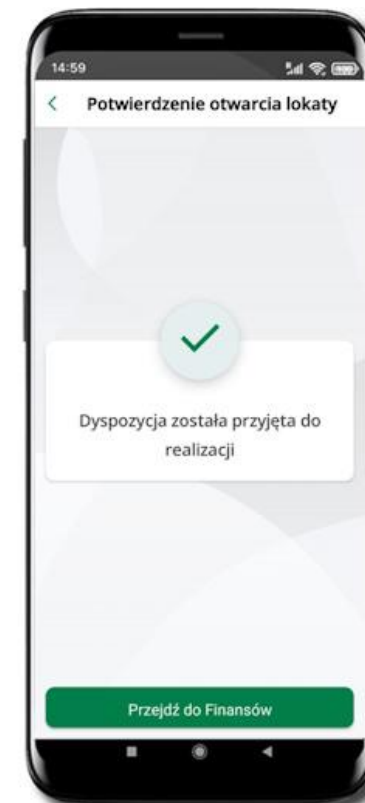 14:59
Potwierdzenie otwarcia lokaty
Dyspozycja została przyjęta do
realizacji
Przejdź do Finansów